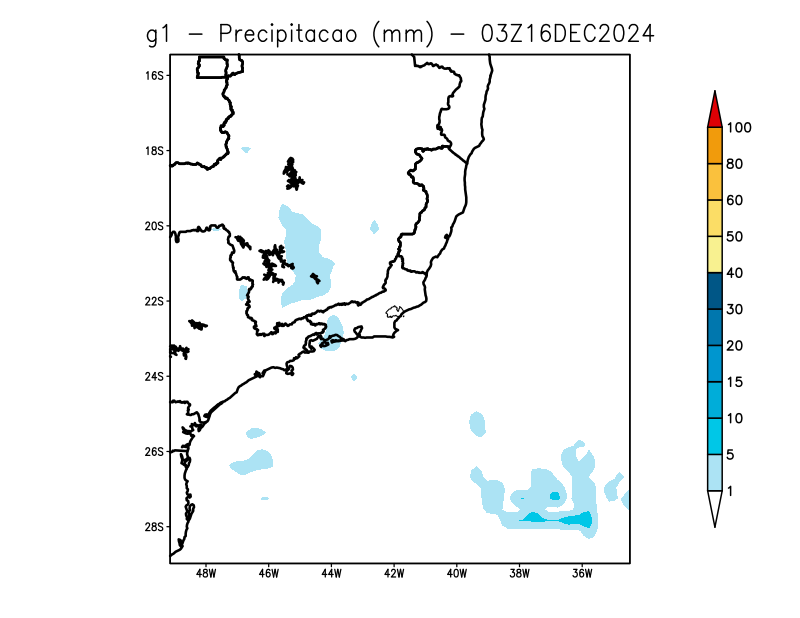 g1 – Precipitacao (mm) – 03Z16DEC2024
16S
18S
20S
22S
24S
26S
28S
48W 46W 44W 42W 40W 38W 36W
100
80
60
50
40
30
20
15
10
5
1